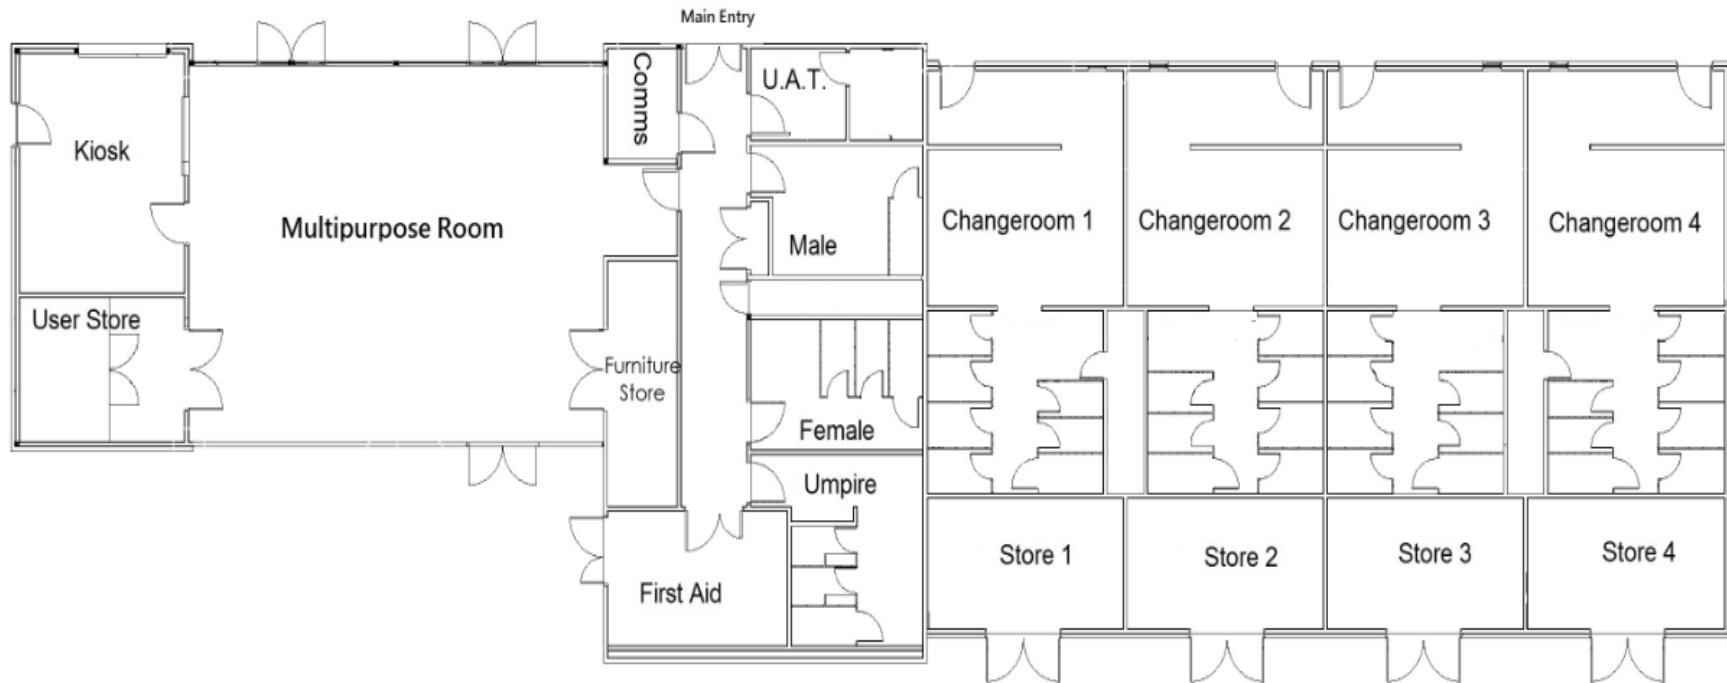 Main Entry
Comms
U.A.T.
Kiosk
Multipurpose Room
Male
Changeroom 1
Changeroom 2
Changeroom 3
Changeroom 4
User Store
Furniture
Store
Female
Umpire
First Aid
Store 1
Store 2
Store 3
Store 4